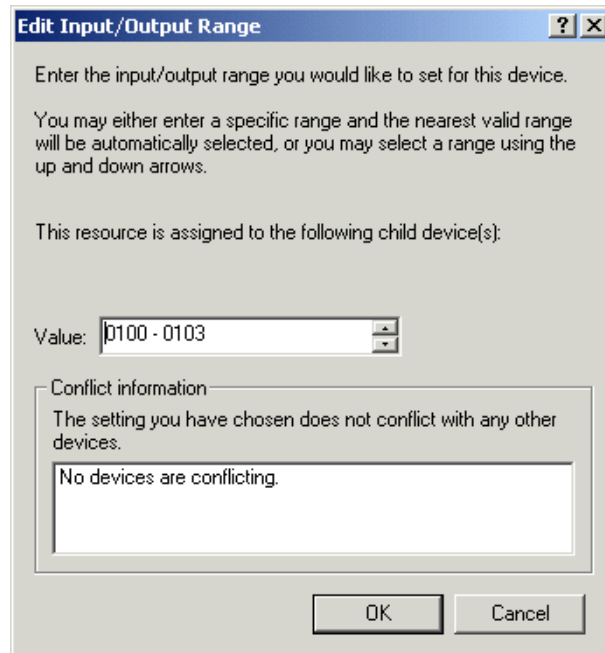 Edit Input/Output Range
Enter the input/output range you would like to set for this device.
You may either enter a specific range and the nearest valid range
will be automatically selected, or you may select a range using the
up and down arrows.
This resource is assigned to the following child device(s):
Value: 0100 - 0103
Conflict information
The setting you have chosen does not conflict with any other
devices.
No devices are conflicting.
OK Cancel